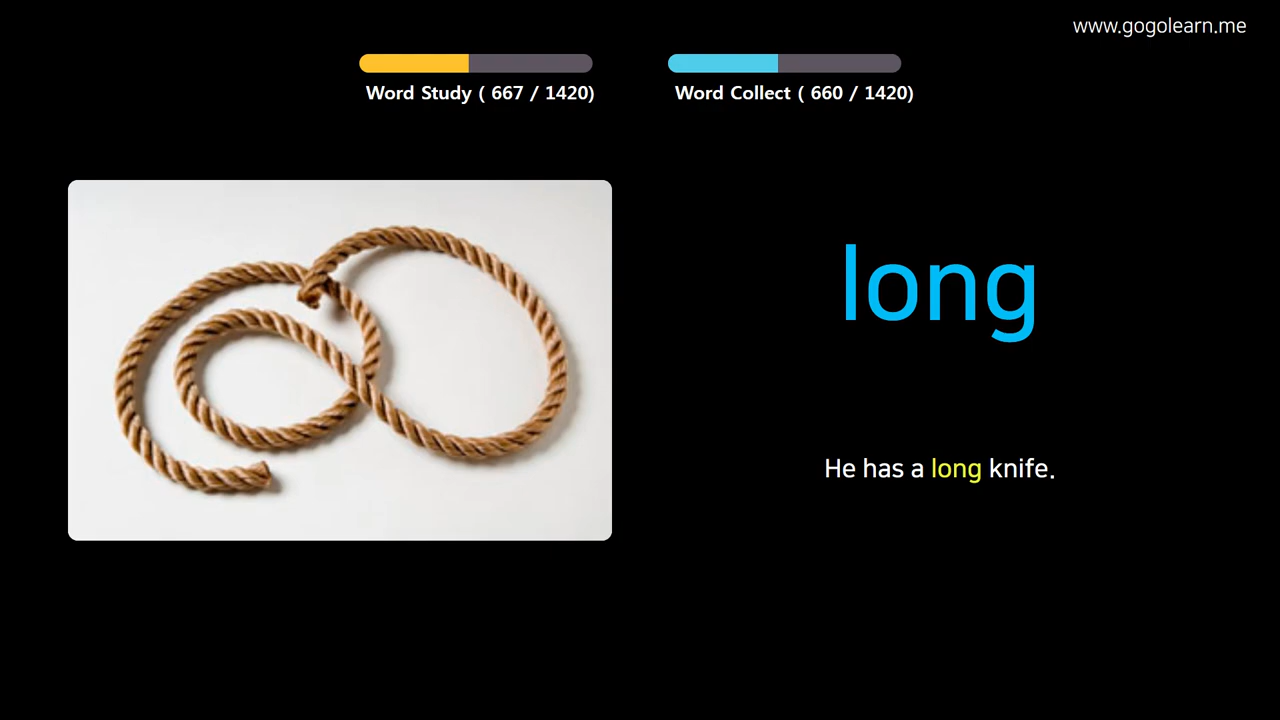 www.gogolearn.me
Word Study ( 667 / 1420)
Word Collect ( 660 / 1420)
long
He has a long knife.